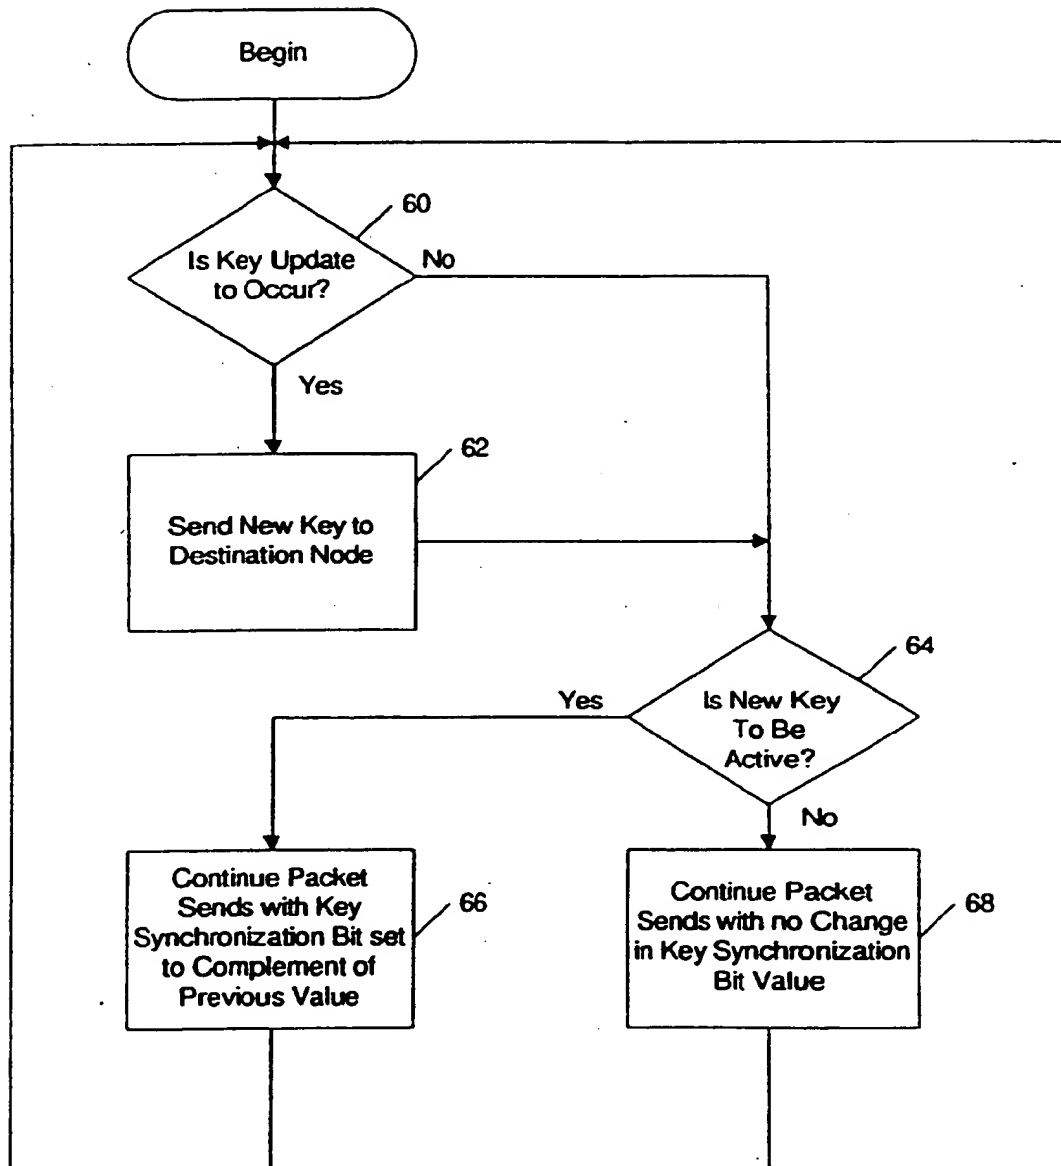 Begin
60
Is Key Update
to Occur?
No
Yes
62
Send New Key to
Destination Node
64
Yes
Is New Key
To Be
Active?
No
Continue Packet
Sends with Key
Synchronization Bit set
to Complement of
Previous Value
66
Continue Packet
Sends with no Change
in Key Synchronization
Bit Value
68